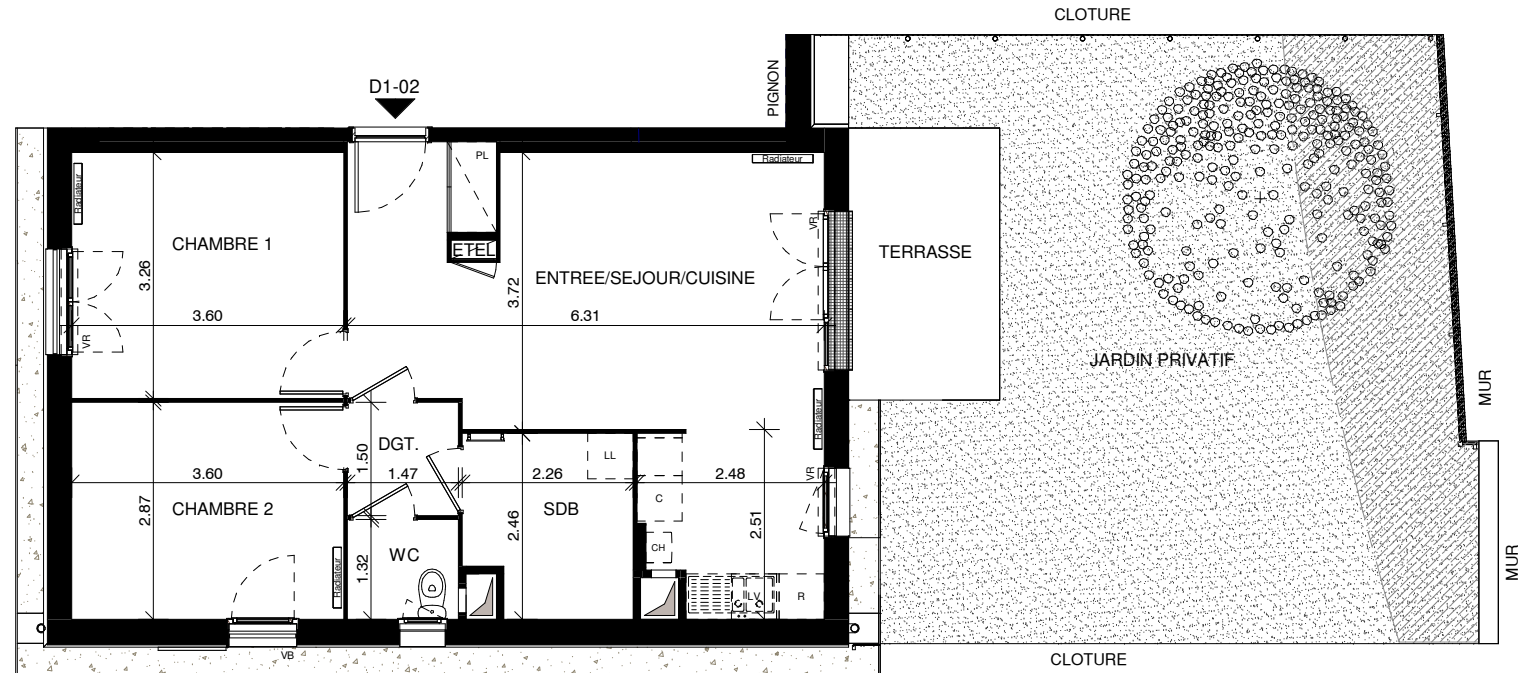 CLOTURE
D1-02
PIGNON
PL
Radiateur
Radiateur
ETEL
VR
CHAMBRE 1
ENTREE/SEJOUR/CUISINE
TERRASSE
3.26
3.72
3.60
6.31
VR
JARDIN PRIVATIF
MUR
Radiateur
DGT.
1.50
LL
3.60
1.47
2.26
2.48
VR
C
CHAMBRE 2
SDB
2.87
2.46
2.51
WC
CH
MUR
1.32
Radiateur
LV
R
VB
CLOTURE